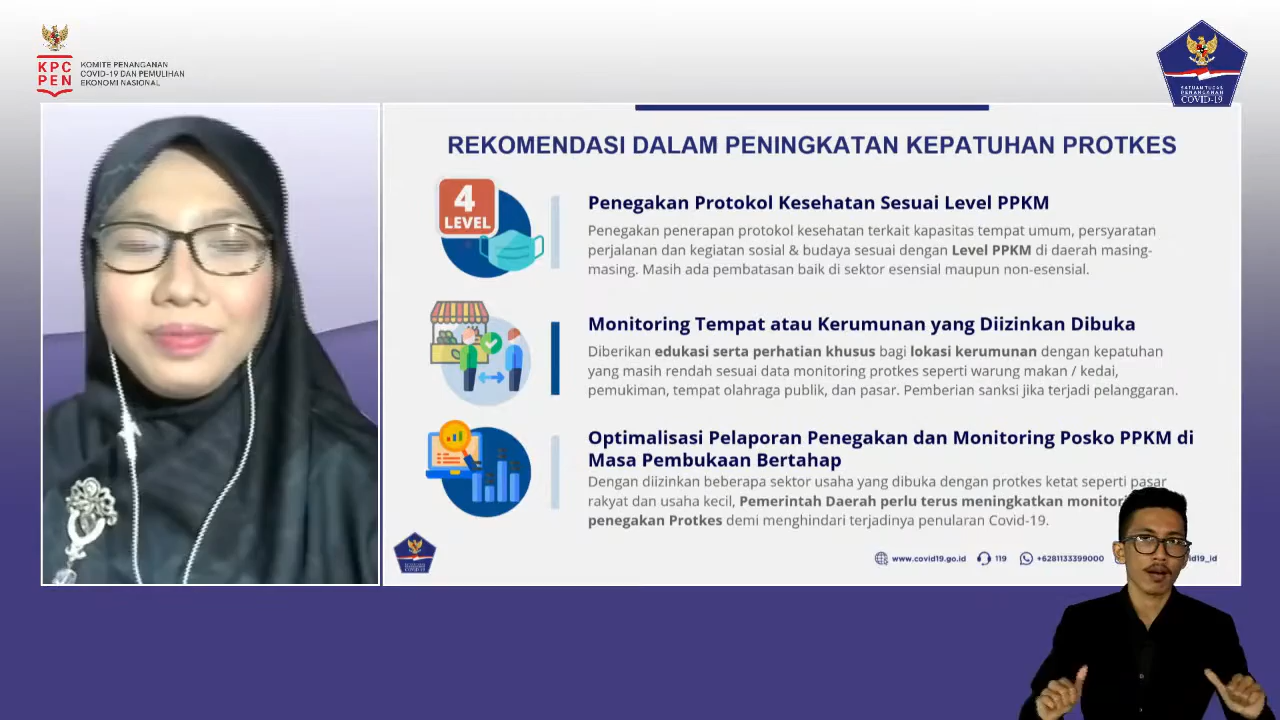 KPC
PEN
KOMITE PENANGANAN
COVID-19 DAN PEMULIHAN
EKONOMI NASIONAL
SATUAN TUGAS
PENANGANAN
COVID-19
REKOMENDASI DALAM PENINGKATAN KEPATUHAN PROTKES
4
LEVEL
Penegakan Protokol Kesehatan Sesuai Level PPKM
Penegakan penerapan protokol kesehatan terkait kapasitas tempat umum, persyaratan
perjalanan dan kegiatan sosial & budaya sesuai dengan Level PPKM di daerah masing-
masing. Masih ada pembatasan baik di sektor esensial maupun non-esensial.
Monitoring Tempat atau Kerumunan yang Diizinkan Dibuka
Diberikan edukasi serta perhatian khusus bagi lokasi kerumunan dengan kepatuhan
yang masih rendah sesuai data monitoring protkes seperti warung makan / kedai,
pemukiman, tempat olahraga publik, dan pasar. Pemberian sanksi jika terjadi pelanggaran.
Optimalisasi Pelaporan Penegakan dan Monitoring Posko PPKM di
Masa Pembukaan Bertahap
Dengan diizinkan beberapa sektor usaha yang dibuka dengan protkes ketat seperti pasar
rakyat dan usaha kecil, Pemerintah Daerah perlu terus meningkatkan
penegakan Protkes demi menghindari terjadinya penularan Covid-19.
www.covid19.go.id 119 +6281133399000